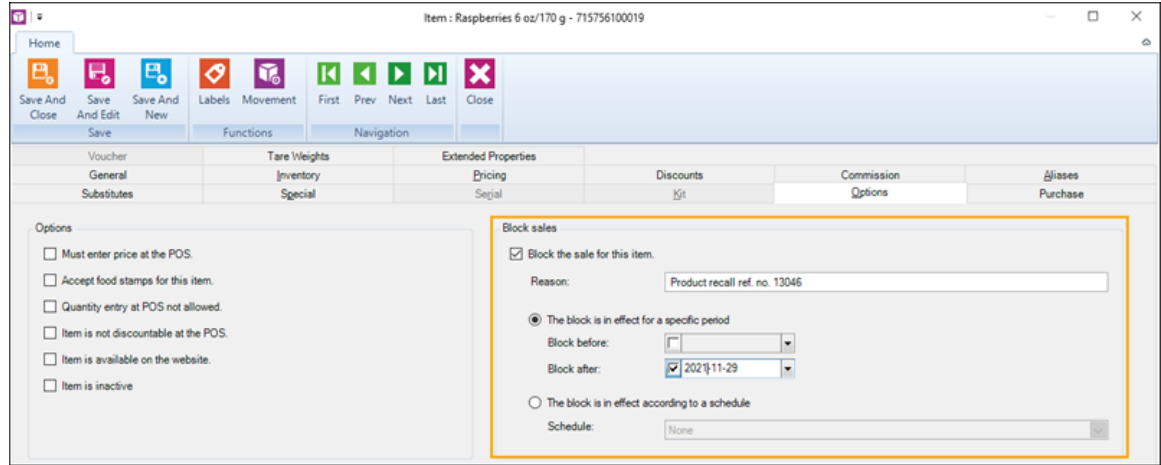 Item : Raspberries 6 oz/170 g - 715756100019
Home
Save And Close
Save And Edit
Save And New
Labels
Movement
First
Prev
Next
Last
Close
Save
Functions
Navigation
Voucher
Tare Weights
Extended Properties
General
Inventory
Pricing
Discounts
Commission
Aliases
Substitutes
Special
Serial
Kit
Options
Purchase
Options
Must enter price at the POS.
Accept food stamps for this item.
Quantity entry at POS not allowed.
Item is not discountable at the POS.
Item is available on the website.
Item is inactive
Block sales
Block the sale for this item.
Reason: Product recall ref. no. 13046
The block is in effect for a specific period
Block before:
Block after: 2021-11-29
The block is in effect according to a schedule
Schedule: None